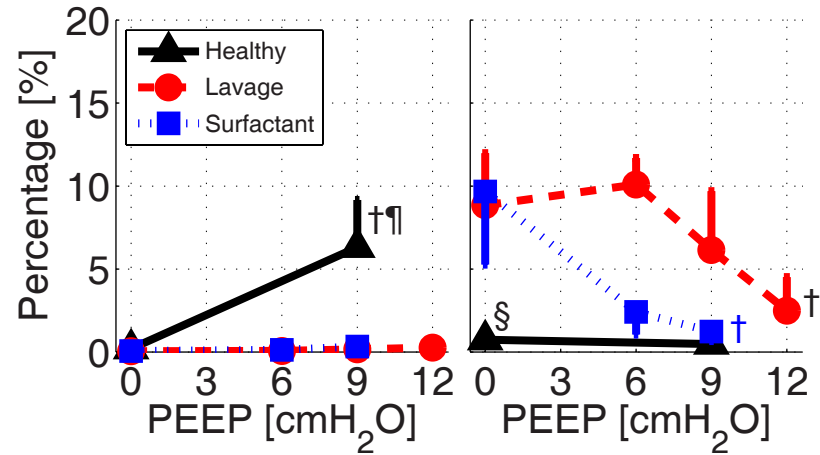 Percentage [%]
20
15
10
5
0
Healthy
Lavage
Surfactant
†¶
0 3 6 9 12
PEEP [cmH₂O]
§
†
†
0 3 6 9 12
PEEP [cmH₂O]